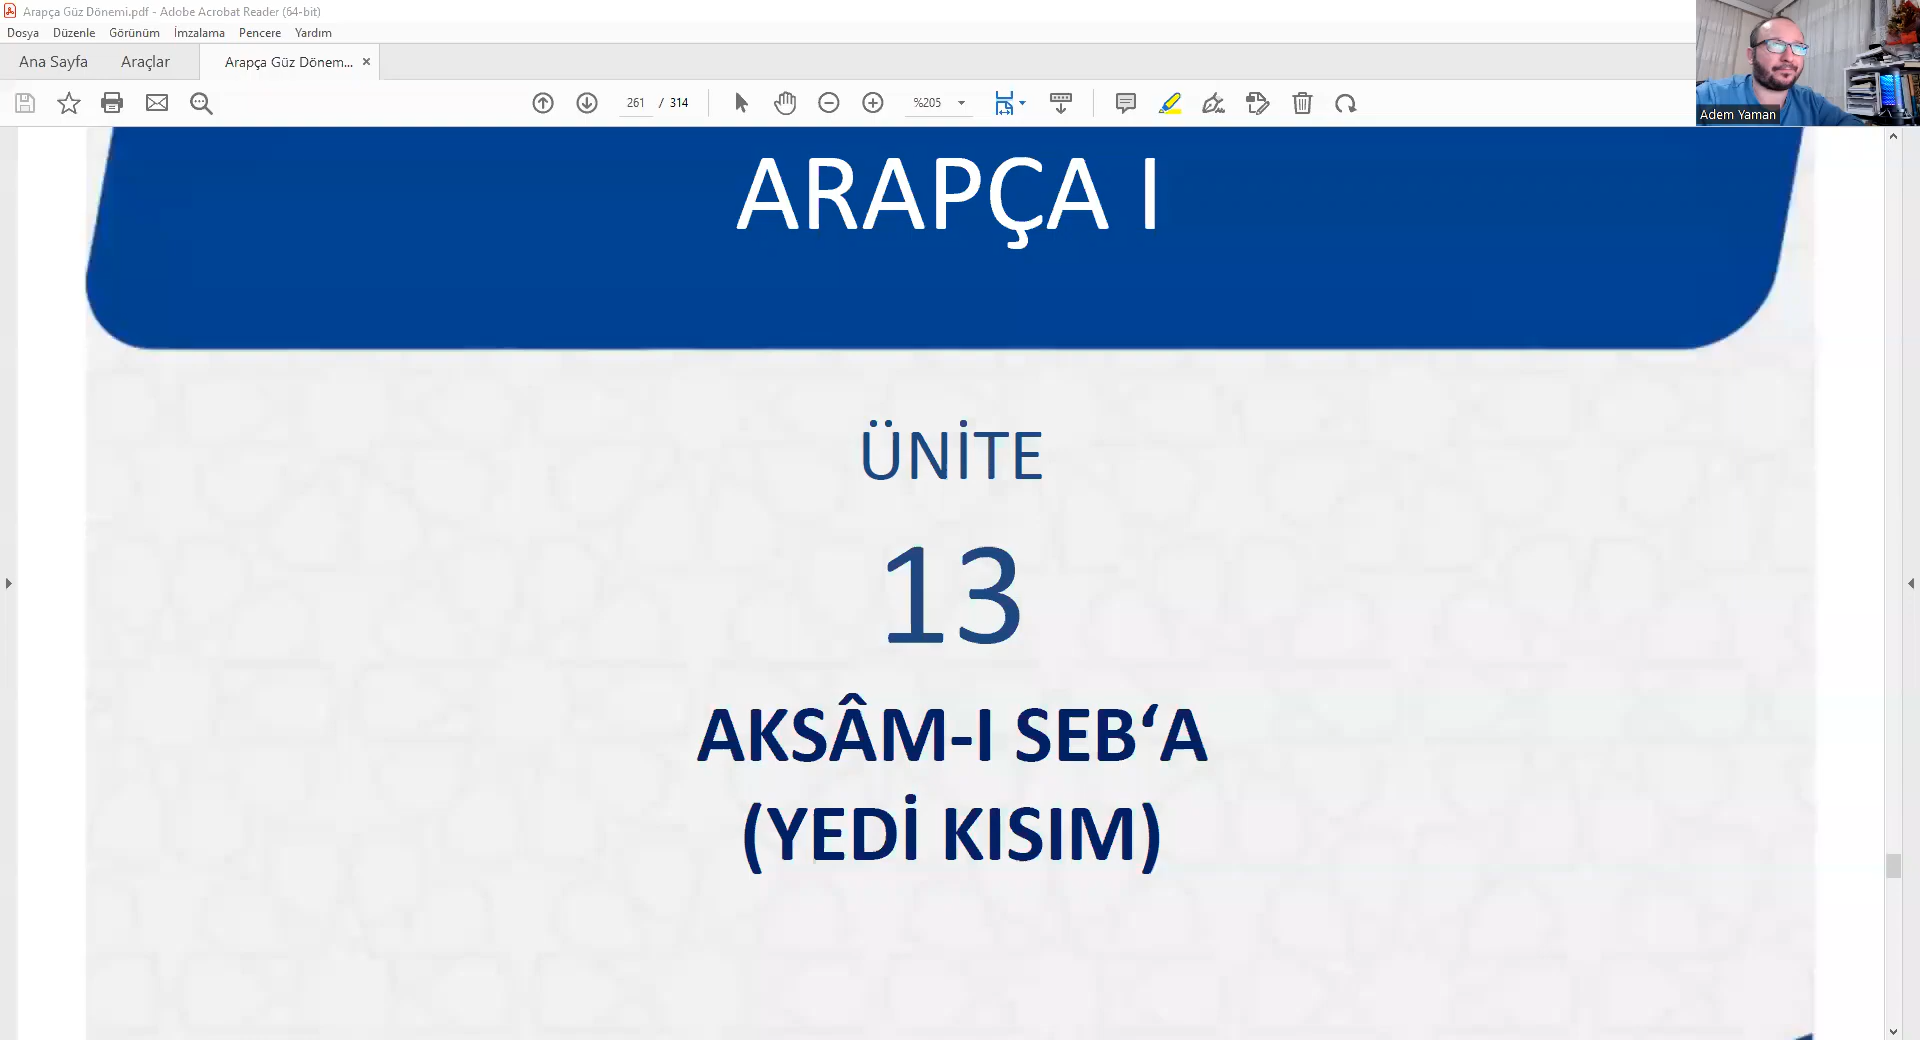 Arapça Güz Dönemi.pdf - Adobe Acrobat Reader (64-bit)
Dosya Düzenle Görünüm İmzalama Pencere Yardım
Ana Sayfa Araçlar Arapça Güz Dönem... ×
261 / 314 %205
Adem Yaman
ARAPÇA I
ÜNİTE
13
AKSÂM-I SEB‘A
(YEDİ KISIM)